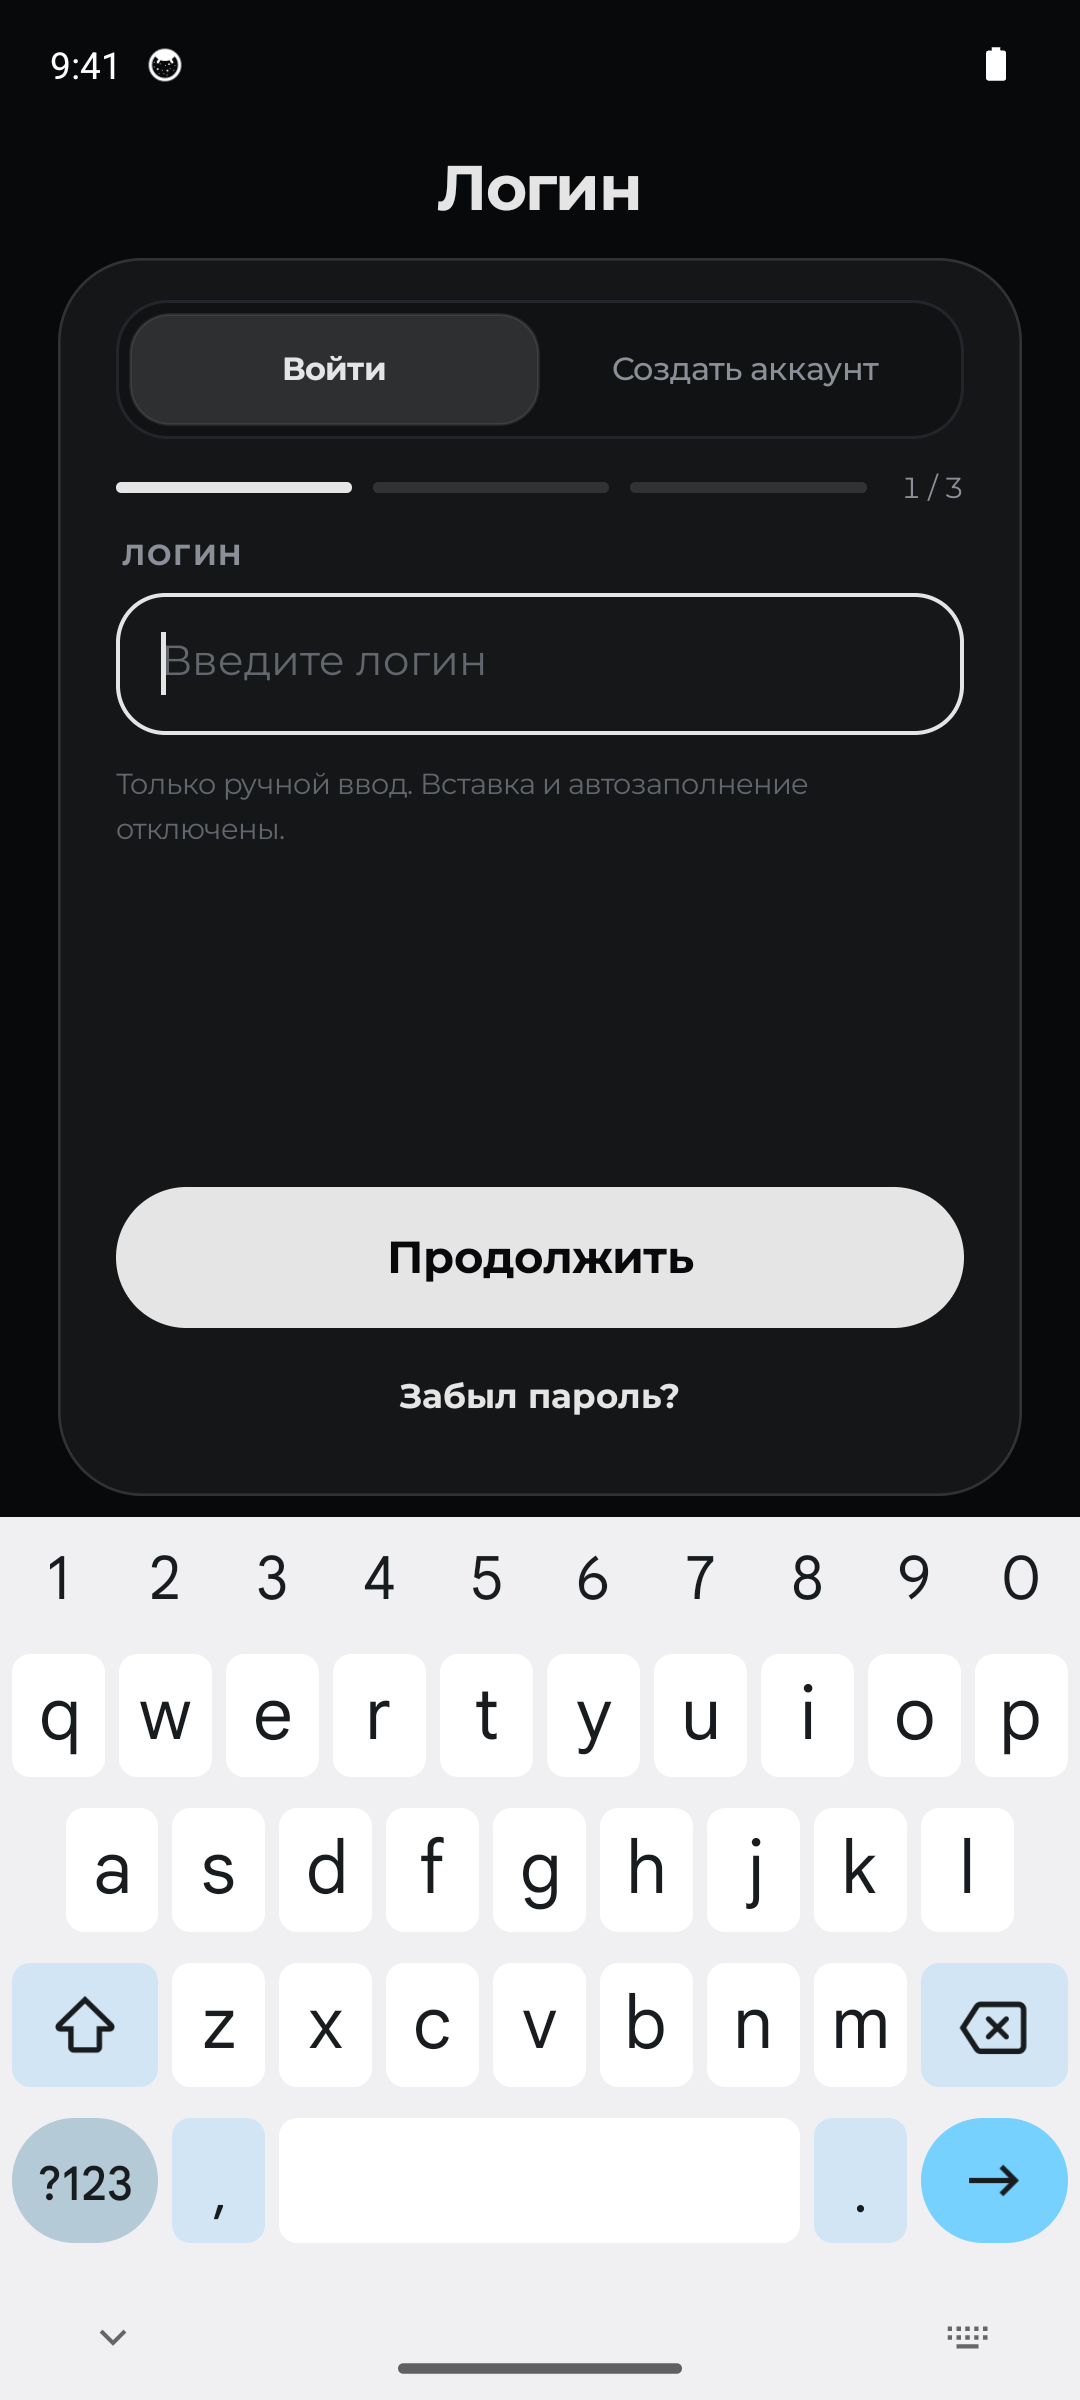 9:41
Логин
Войти
Создать аккаунт
1 / 3
ЛОГИН
Введите логин
Только ручной ввод. Вставка и автозаполнение
отключены.
Продолжить
Забыл пароль?
1 2 3 4 5 6 7 8 9 0
q w e r t y u i o p
a s d f g h j k l
z x c v b n m
?123 , .